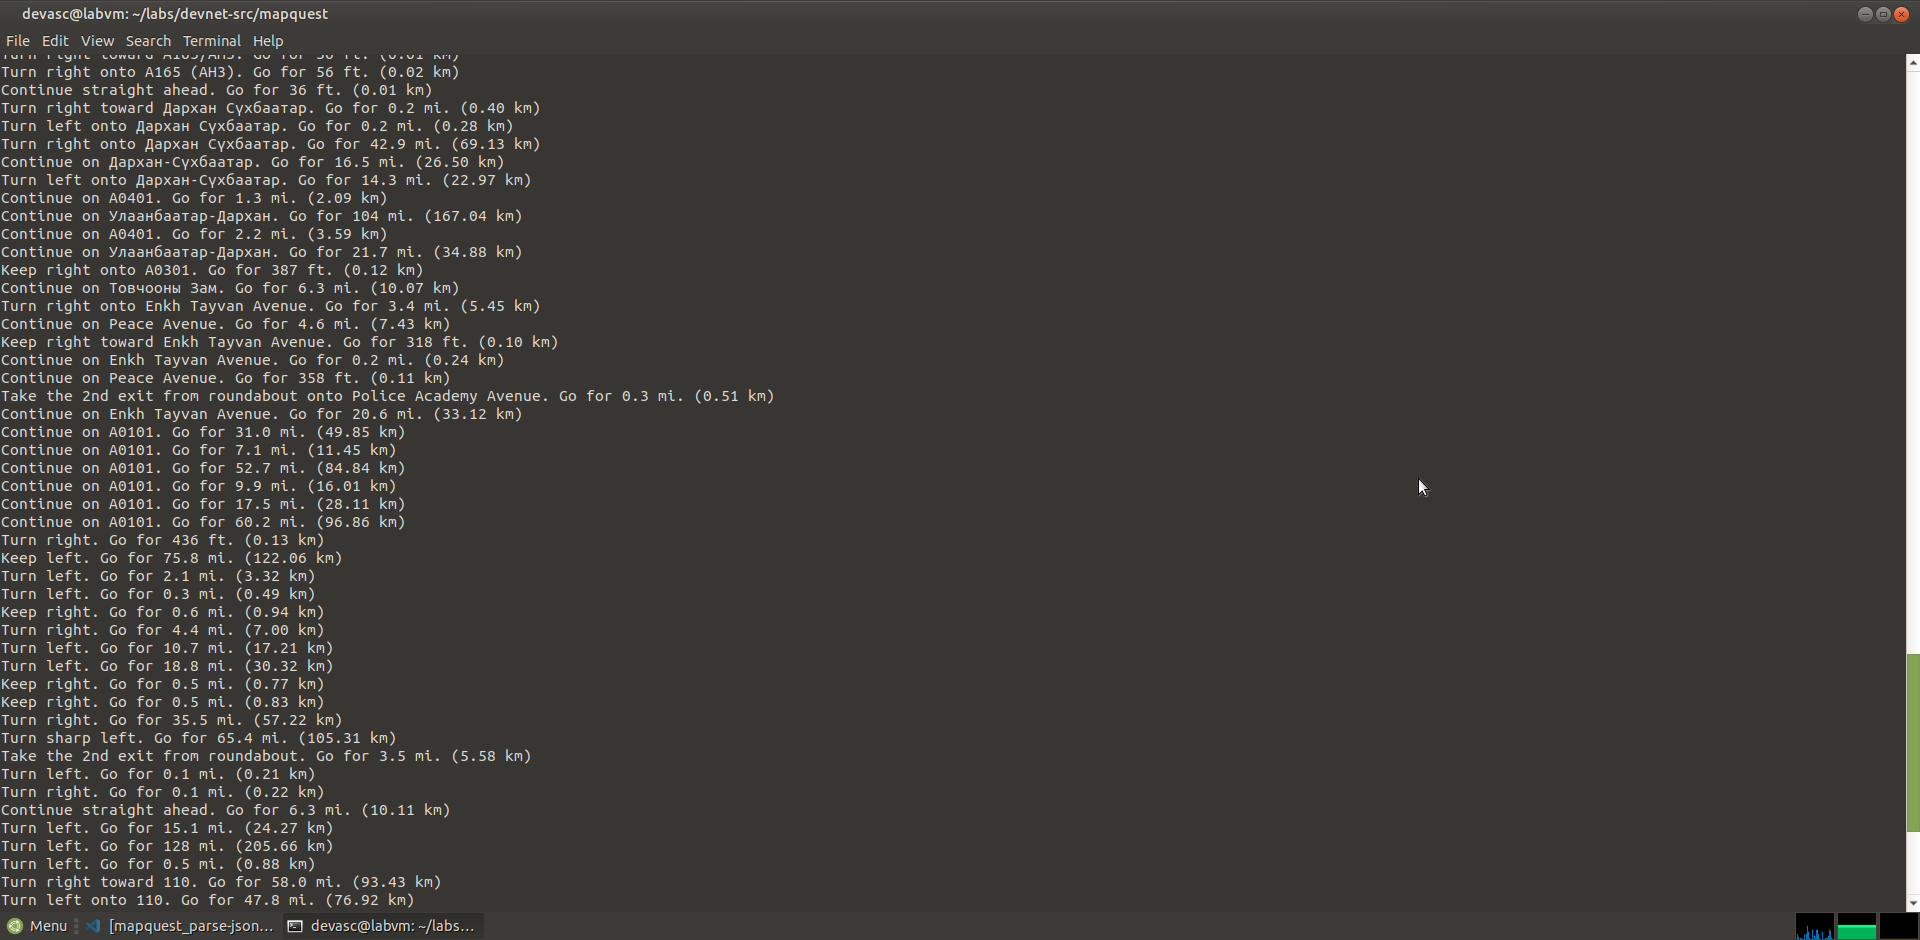 devasc@labvm: ~/labs/devnet-src/mapquest
File Edit View Search Terminal Help
Turn right toward A165/AH3. Go for 36 ft. (0.01 km)
Turn right onto A165 (AH3). Go for 56 ft. (0.02 km)
Continue straight ahead. Go for 36 ft. (0.01 km)
Turn right toward Дархан Сүхбаатар. Go for 0.2 mi. (0.40 km)
Turn left onto Дархан Сүхбаатар. Go for 0.2 mi. (0.28 km)
Turn right onto Дархан Сүхбаатар. Go for 42.9 mi. (69.13 km)
Continue on Дархан-Сүхбаатар. Go for 16.5 mi. (26.50 km)
Turn left onto Дархан-Сүхбаатар. Go for 14.3 mi. (22.97 km)
Continue on A0401. Go for 1.3 mi. (2.09 km)
Continue on Улаанбаатар-Дархан. Go for 104 mi. (167.04 km)
Continue on A0401. Go for 2.2 mi. (3.59 km)
Continue on Улаанбаатар-Дархан. Go for 21.7 mi. (34.88 km)
Keep right onto A0301. Go for 387 ft. (0.12 km)
Continue on Товчооны Зам. Go for 6.3 mi. (10.07 km)
Turn right onto Enkh Tayvan Avenue. Go for 3.4 mi. (5.45 km)
Continue on Peace Avenue. Go for 4.6 mi. (7.43 km)
Keep right toward Enkh Tayvan Avenue. Go for 318 ft. (0.10 km)
Continue on Enkh Tayvan Avenue. Go for 0.2 mi. (0.24 km)
Continue on Peace Avenue. Go for 358 ft. (0.11 km)
Take the 2nd exit from roundabout onto Police Academy Avenue. Go for 0.3 mi. (0.51 km)
Continue on Enkh Tayvan Avenue. Go for 20.6 mi. (33.12 km)
Continue on A0101. Go for 31.0 mi. (49.85 km)
Continue on A0101. Go for 7.1 mi. (11.45 km)
Continue on A0101. Go for 52.7 mi. (84.84 km)
Continue on A0101. Go for 9.9 mi. (16.01 km)
Continue on A0101. Go for 17.5 mi. (28.11 km)
Continue on A0101. Go for 60.2 mi. (96.86 km)
Turn right. Go for 436 ft. (0.13 km)
Keep left. Go for 75.8 mi. (122.06 km)
Turn left. Go for 2.1 mi. (3.32 km)
Turn left. Go for 0.3 mi. (0.49 km)
Keep right. Go for 0.6 mi. (0.94 km)
Turn right. Go for 4.4 mi. (7.00 km)
Turn left. Go for 10.7 mi. (17.21 km)
Turn left. Go for 18.8 mi. (30.32 km)
Keep right. Go for 0.5 mi. (0.77 km)
Keep right. Go for 0.5 mi. (0.83 km)
Turn right. Go for 35.5 mi. (57.22 km)
Turn sharp left. Go for 65.4 mi. (105.31 km)
Take the 2nd exit from roundabout. Go for 3.5 mi. (5.58 km)
Turn left. Go for 0.1 mi. (0.21 km)
Turn right. Go for 0.1 mi. (0.22 km)
Continue straight ahead. Go for 6.3 mi. (10.11 km)
Turn left. Go for 15.1 mi. (24.27 km)
Turn left. Go for 128 mi. (205.66 km)
Turn left. Go for 0.5 mi. (0.88 km)
Turn right toward 110. Go for 58.0 mi. (93.43 km)
Turn left onto 110. Go for 47.8 mi. (76.92 km)
Menu [mapquest_parse-json... devasc@labvm: ~/labs...